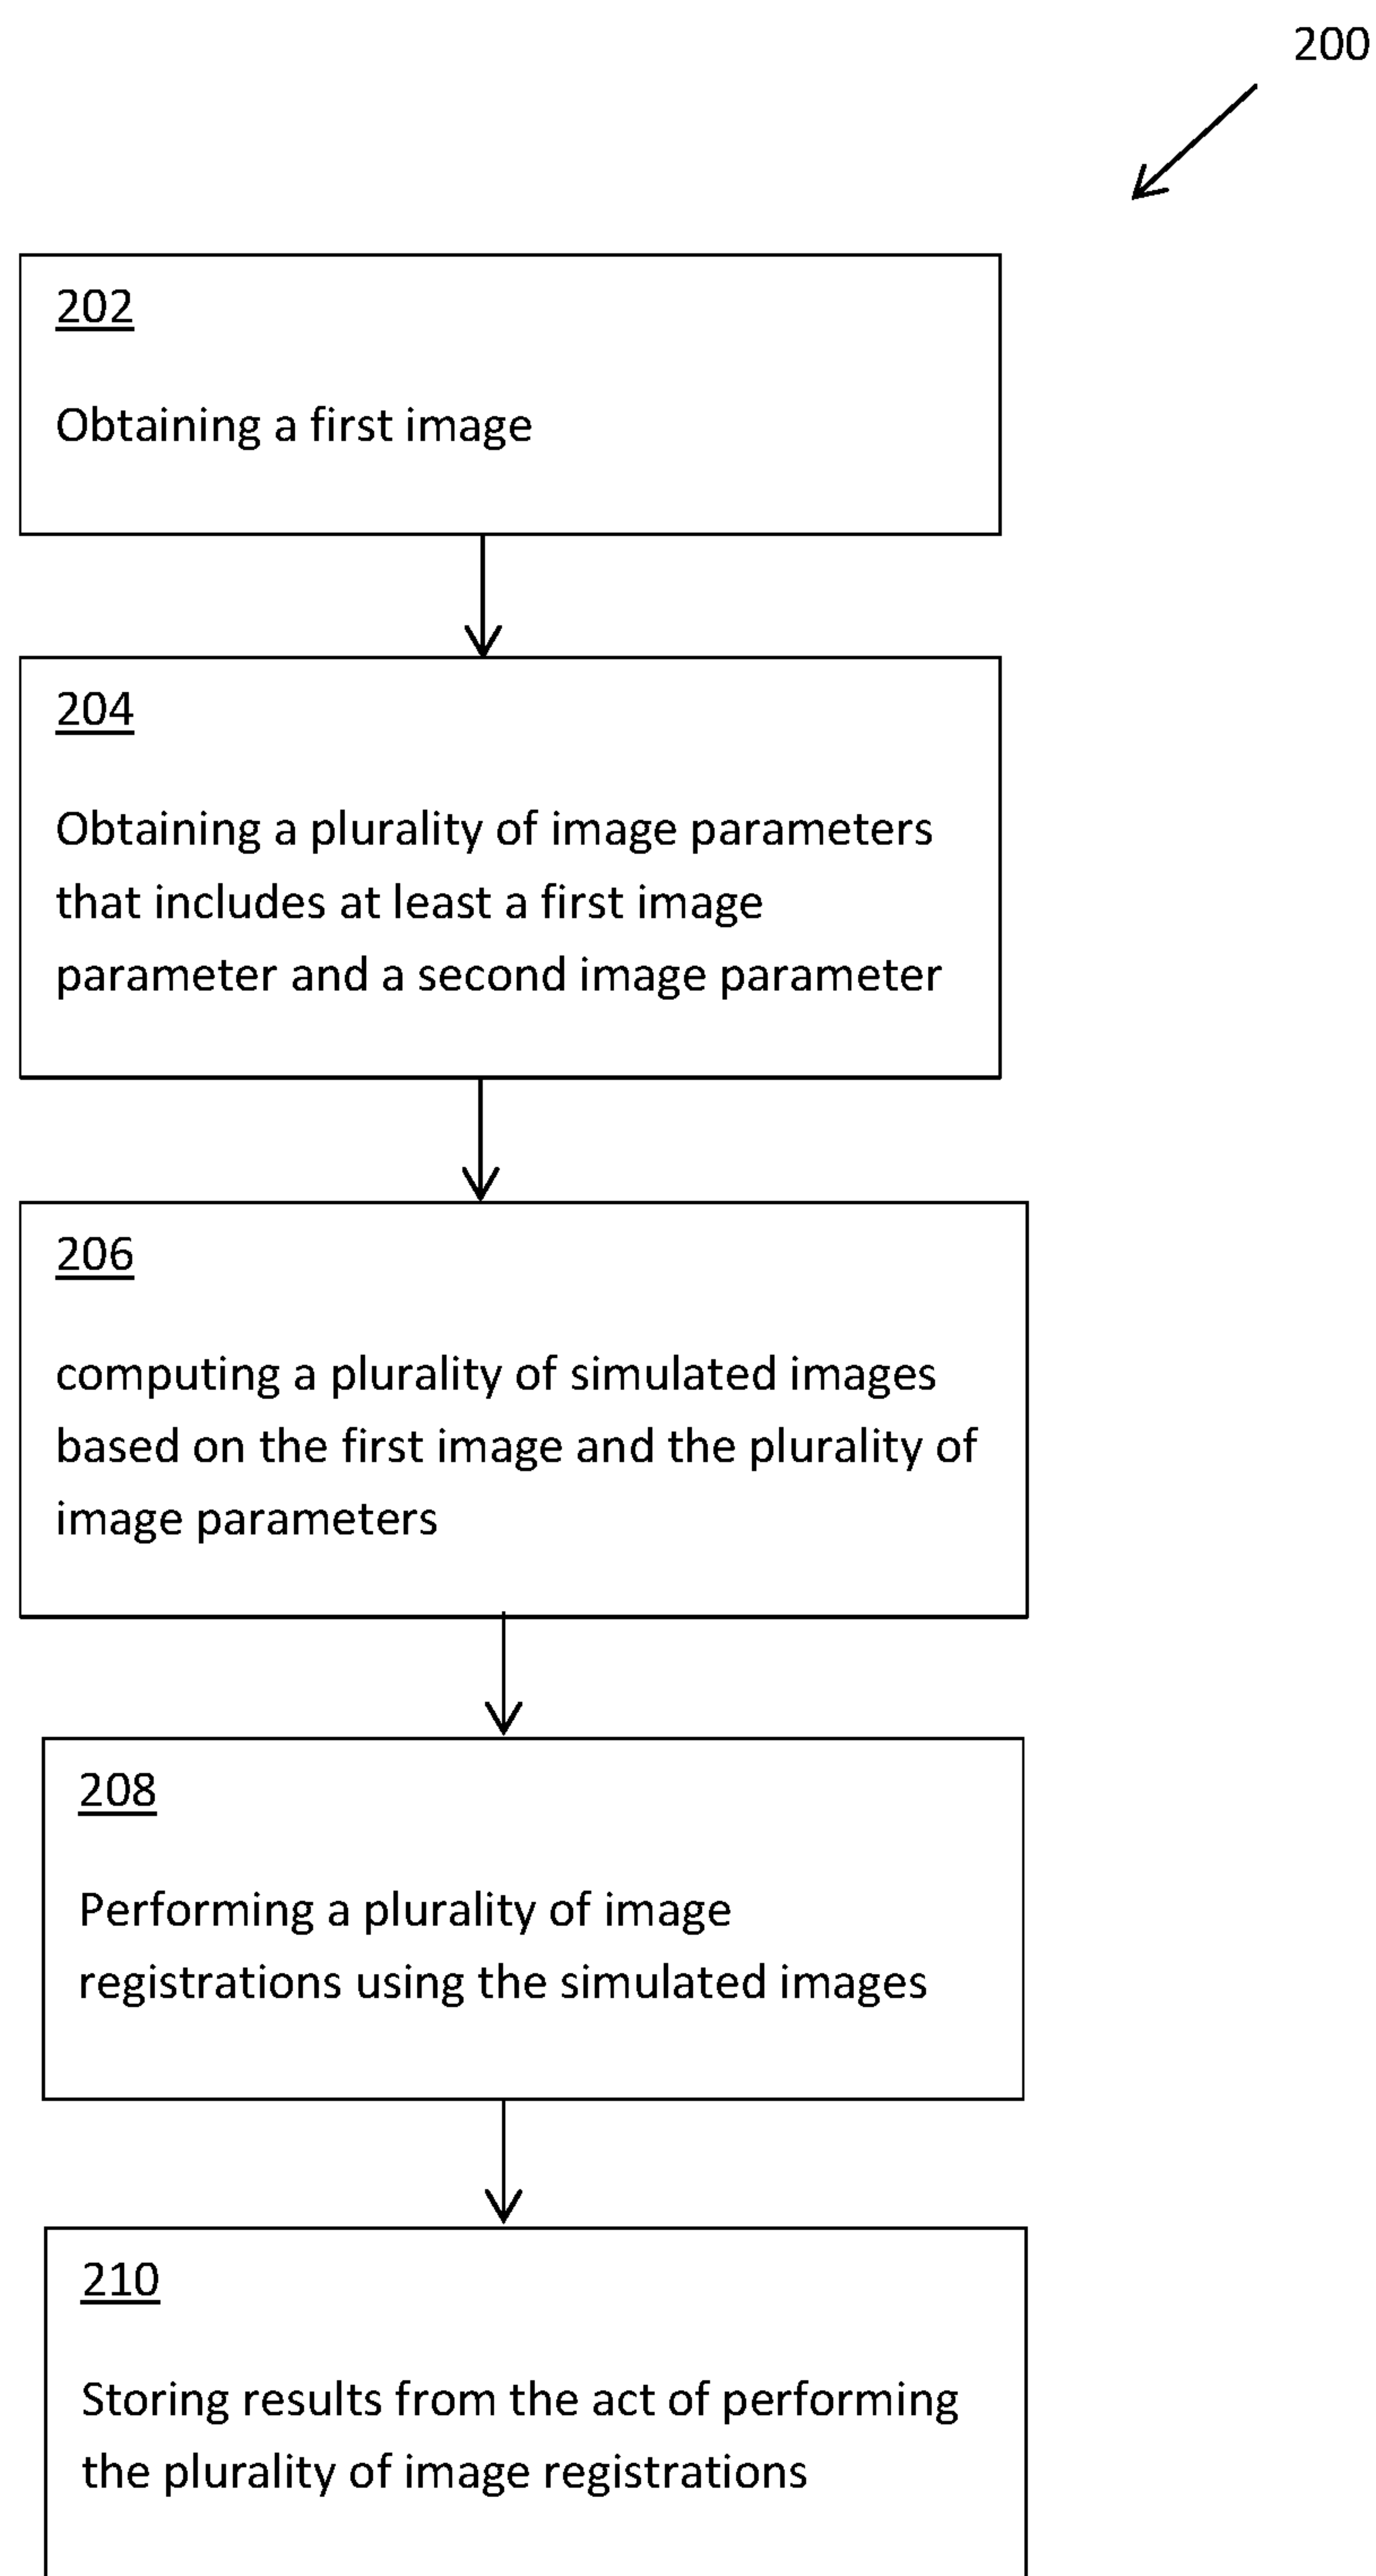 200
202
Obtaining a first image
204
Obtaining a plurality of image parameters
that includes at least a first image
parameter and a second image parameter
206
computing a plurality of simulated images
based on the first image and the plurality of
image parameters
208
Performing a plurality of image
registrations using the simulated images
210
Storing results from the act of performing
the plurality of image registrations